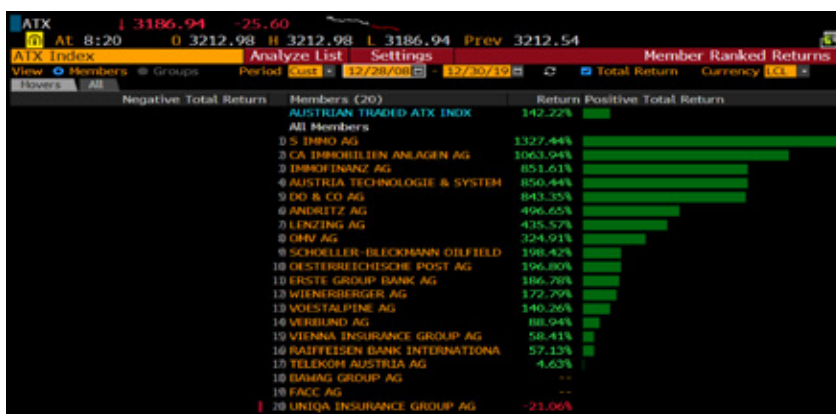 ATX ↓ 3186.94 -25.60
At 8:20 O 3212.98 H 3212.98 L 3186.94 Prev 3212.54
ATX Index Analyze List Settings Member Ranked Returns
View Members Groups Period Cust 12/28/08 - 12/30/19 Total Return Currency LCL
Movers All
Negative Total Return Members (20) Return Positive Total Return
AUSTRIAN TRADED ATX INDX 142.22%
All Members
1) S IMMO AG 1327.44%
2) CA IMMOBILIEN ANLAGEN AG 1063.94%
3) IMMOFINANZ AG 851.61%
4) AUSTRIA TECHNOLOGIE & SYSTEM 850.44%
5) DO & CO AG 843.35%
6) ANDRITZ AG 496.65%
7) LENZING AG 435.57%
8) OMV AG 324.91%
9) SCHOELLER-BLECKMANN OILFIELD 198.42%
10) OESTERREICHISCHE POST AG 196.80%
11) ERSTE GROUP BANK AG 186.78%
12) WIENERBERGER AG 172.79%
13) VOESTALPINE AG 140.26%
14) VERBUND AG 88.94%
15) VIENNA INSURANCE GROUP AG 58.41%
16) RAIFFEISEN BANK INTERNATIONA 57.13%
17) TELEKOM AUSTRIA AG 4.63%
18) BAWAG GROUP AG --
19) FACC AG --
20) UNIQA INSURANCE GROUP AG -21.06%